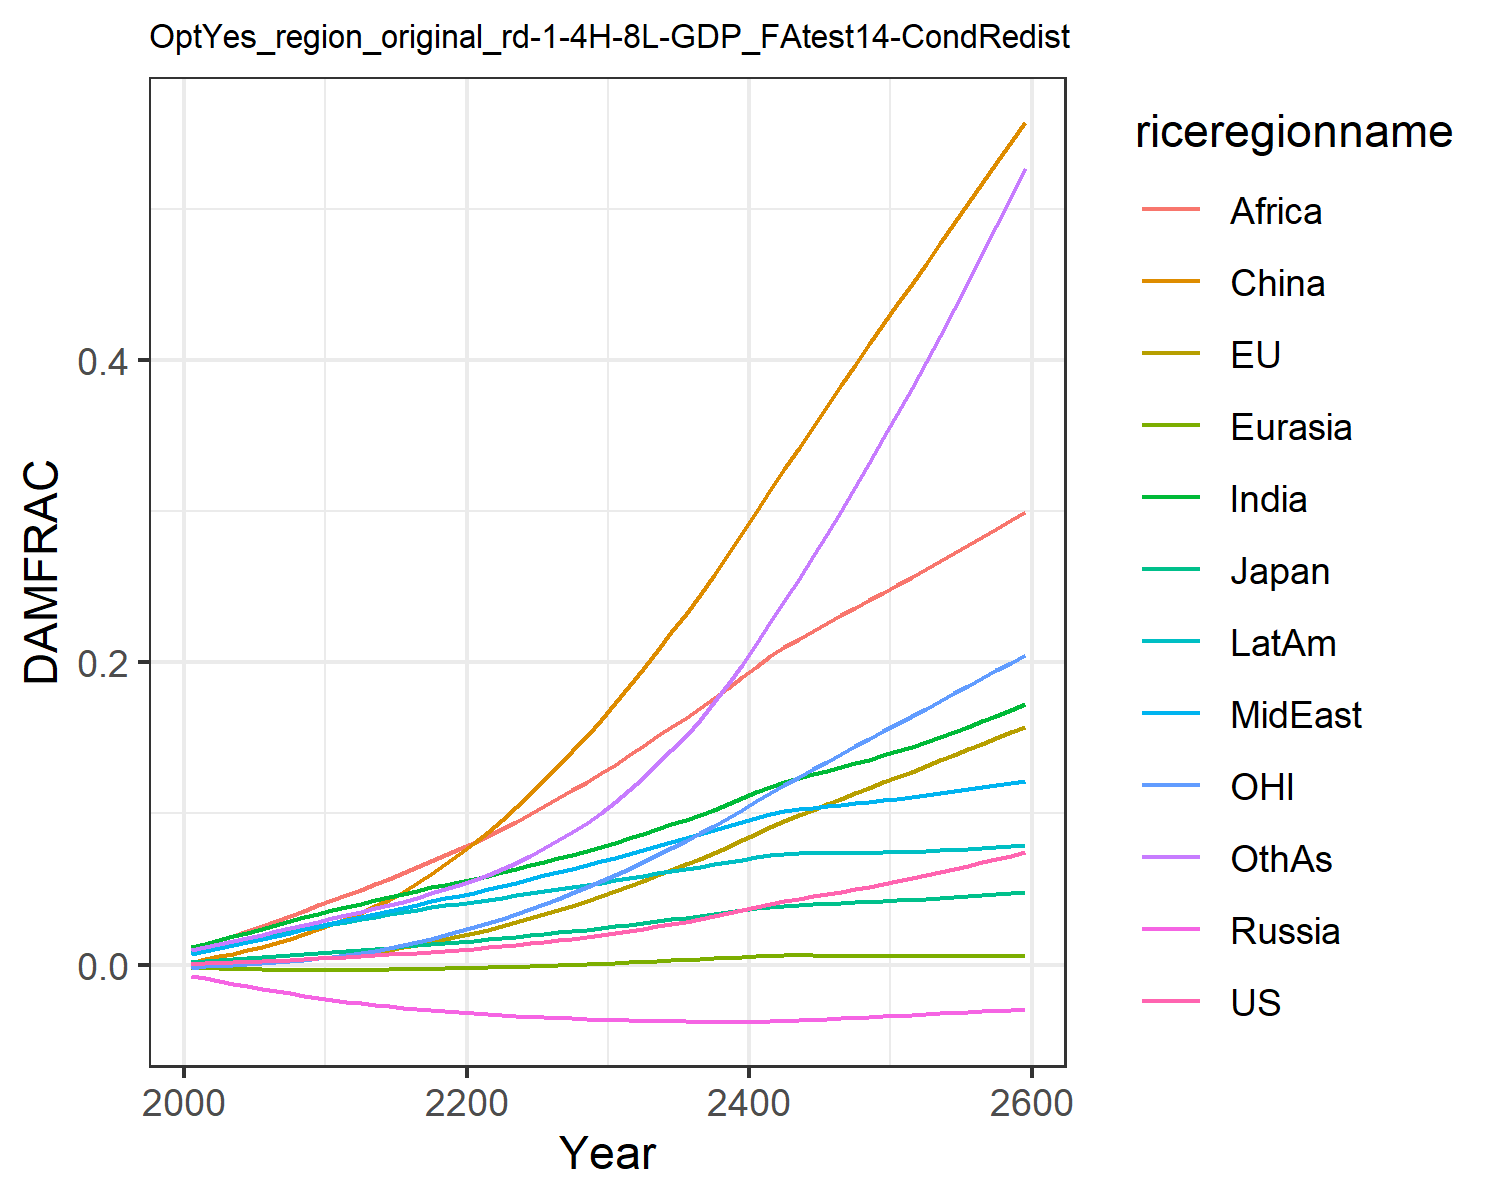 OptYes_region_original_rd-1-4H-8L-GDP_FAtest14-CondRedist
DAMFRAC
0.4
0.2
0.0
2000 2200 2400 2600
Year
riceregionname
Africa
China
EU
Eurasia
India
Japan
LatAm
MidEast
OHI
OthAs
Russia
US